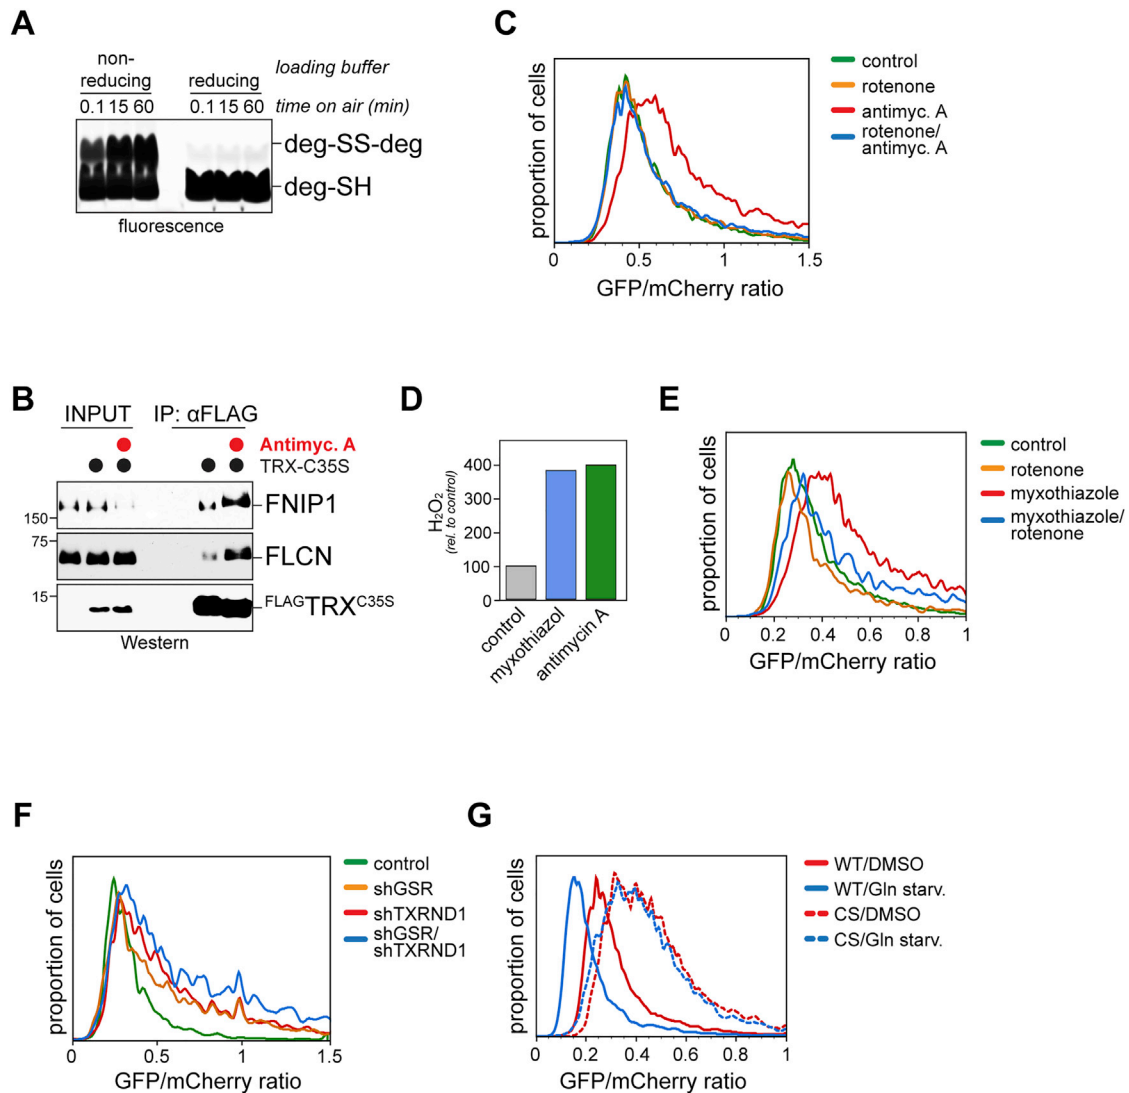 A
non-
reducing
reducing
loading buffer
0.1 15 60
0.1 15 60
time on air (min)
deg-SS-deg
deg-SH
fluorescence
C
proportion of cells
0
0.5
1
1.5
GFP/mCherry ratio
control
rotenone
antimyc. A
rotenone/
antimyc. A
B
INPUT
IP: αFLAG
Antimyc. A
TRX-C35S
FNIP1
150
75
FLCN
15
FLAGTRXC35S
Western
D
H2O2
(rel. to control)
400
300
200
100
0
control
myxothiazol
antimycin A
E
proportion of cells
0
0.2
0.4
0.6
0.8
1
GFP/mCherry ratio
control
rotenone
myxothiazole
myxothiazole/
rotenone
F
proportion of cells
0
0.5
1
1.5
GFP/mCherry ratio
control
shGSR
shTXRND1
shGSR/
shTXRND1
G
proportion of cells
0
0.2
0.4
0.6
0.8
1
GFP/mCherry ratio
WT/DMSO
WT/Gln starv.
CS/DMSO
CS/Gln starv.